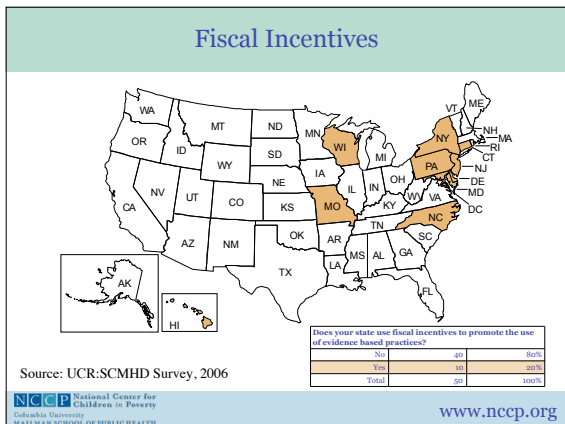 Fiscal Incentives
WA
OR
CA
NV
ID
MT
WY
UT
AZ
CO
NM
ND
SD
NE
KS
OK
TX
MN
IA
MO
AR
LA
WI
IL
MI
IN
OH
KY
TN
MS
AL
GA
FL
SC
NC
VA
WV
PA
NY
VT
ME
NH
MA
RI
CT
NJ
DE
MD
DC
AK
HI
Does your state use fiscal incentives to promote the use
of evidence based practices?
No 40 80%
Yes 10 20%
Total 50 100%
Source: UCR:SCMHD Survey, 2006
NCCP National Center for
Children in Poverty
Columbia University
MAILMAN SCHOOL OF PUBLIC HEALTH
www.nccp.org